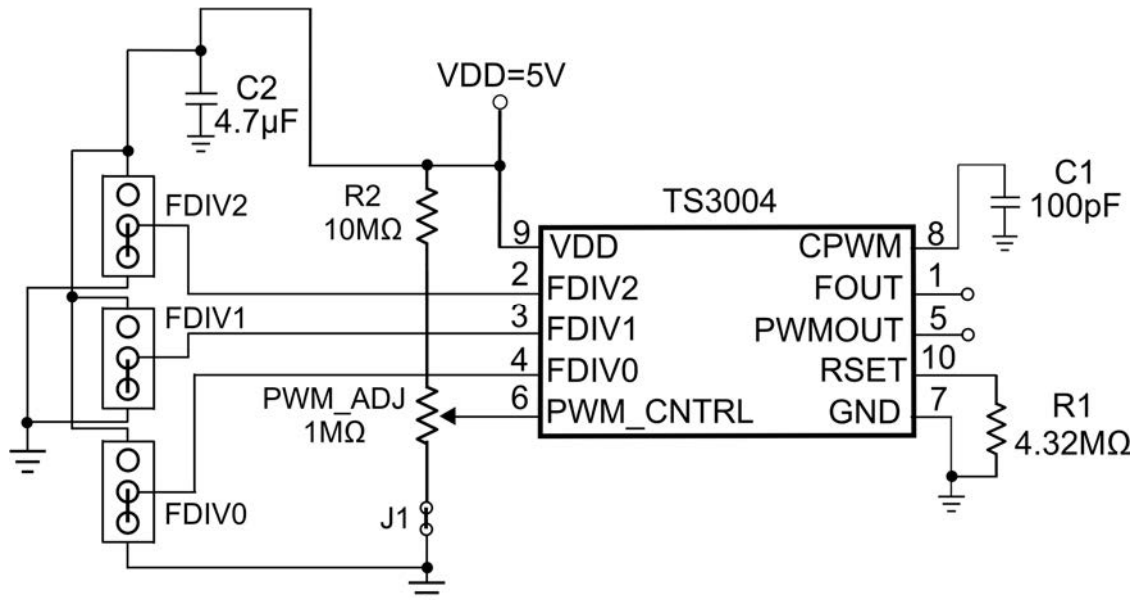 VDD=5V
C2
4.7µF
FDIV2
R2
10MΩ
TS3004
C1
100pF
9
VDD
CPWM
8
2
FDIV2
FOUT
1
FDIV1
3
FDIV1
PWMOUT
5
4
FDIV0
RSET
10
PWM_ADJ
1MΩ
6
PWM_CNTRL
GND
7
R1
4.32MΩ
FDIV0
J1